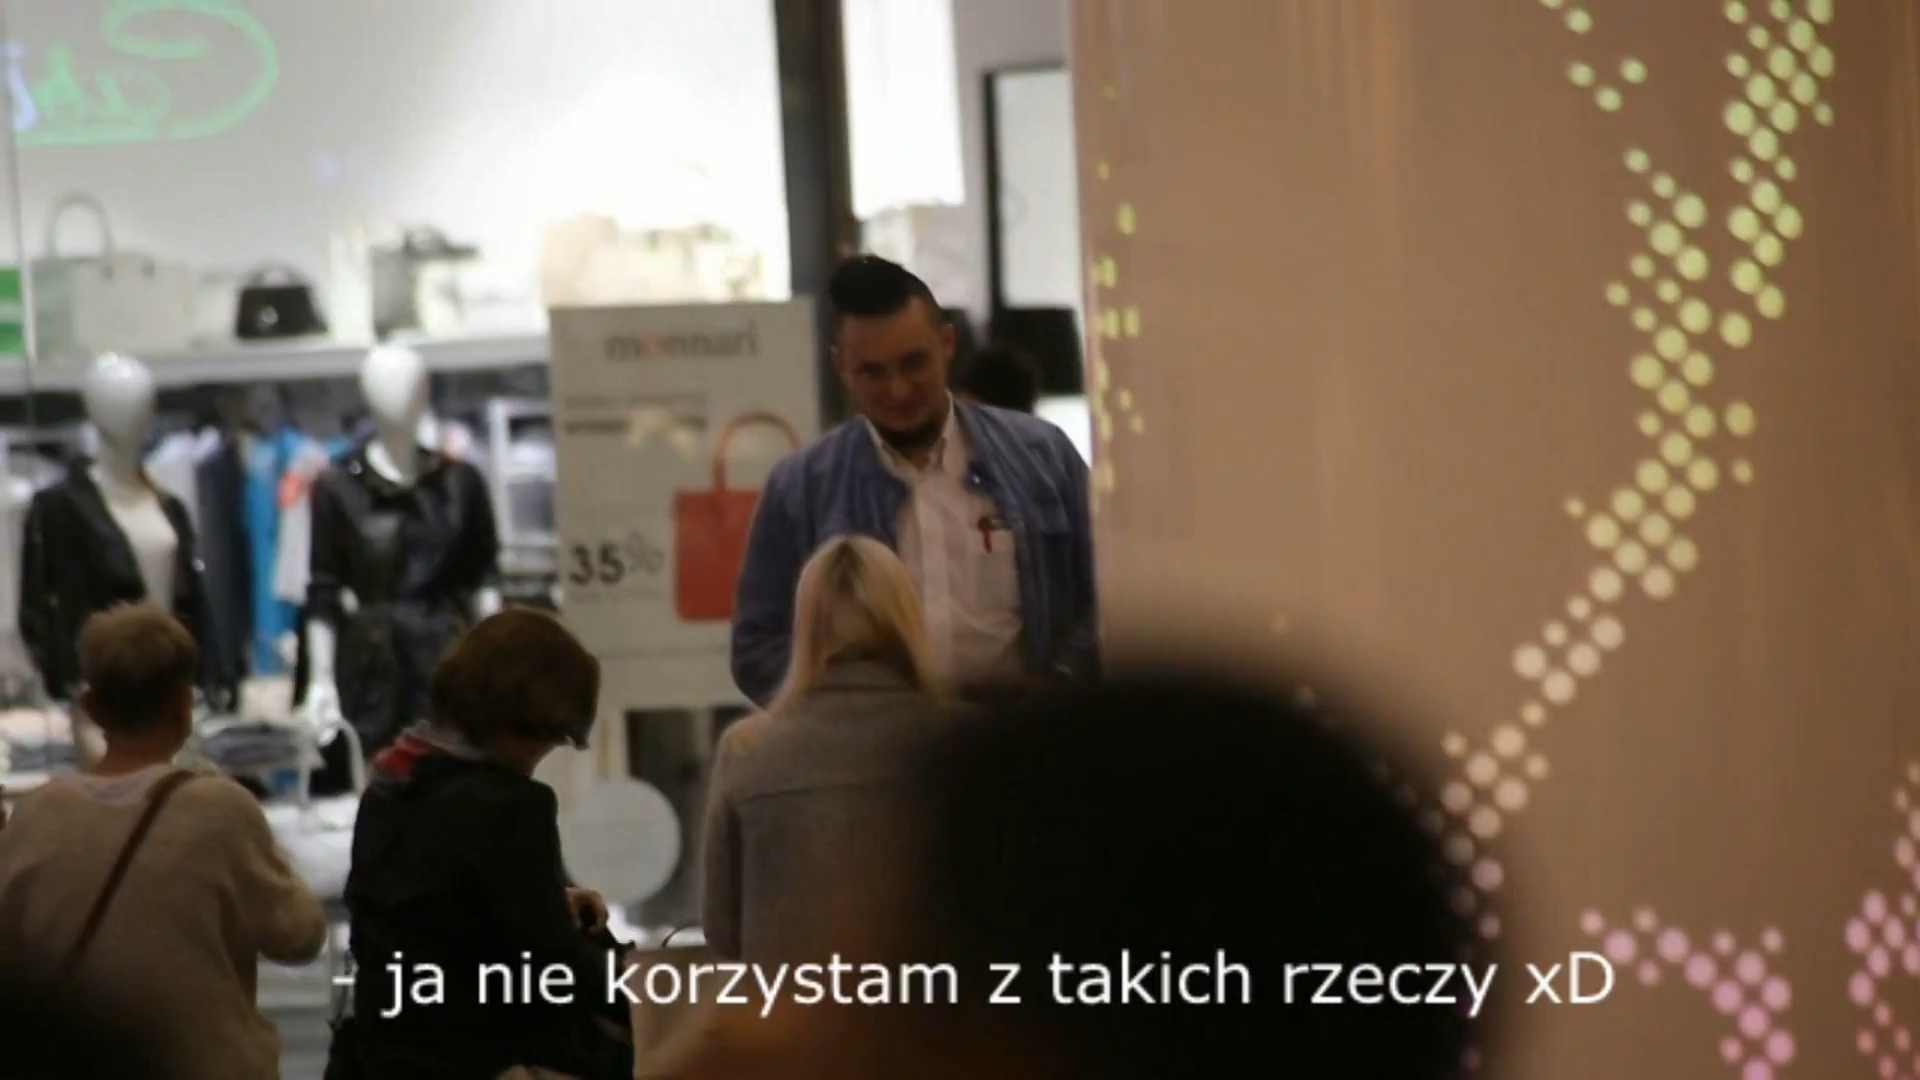 monnari
35%
- ja nie korzystam z takich rzeczy xD